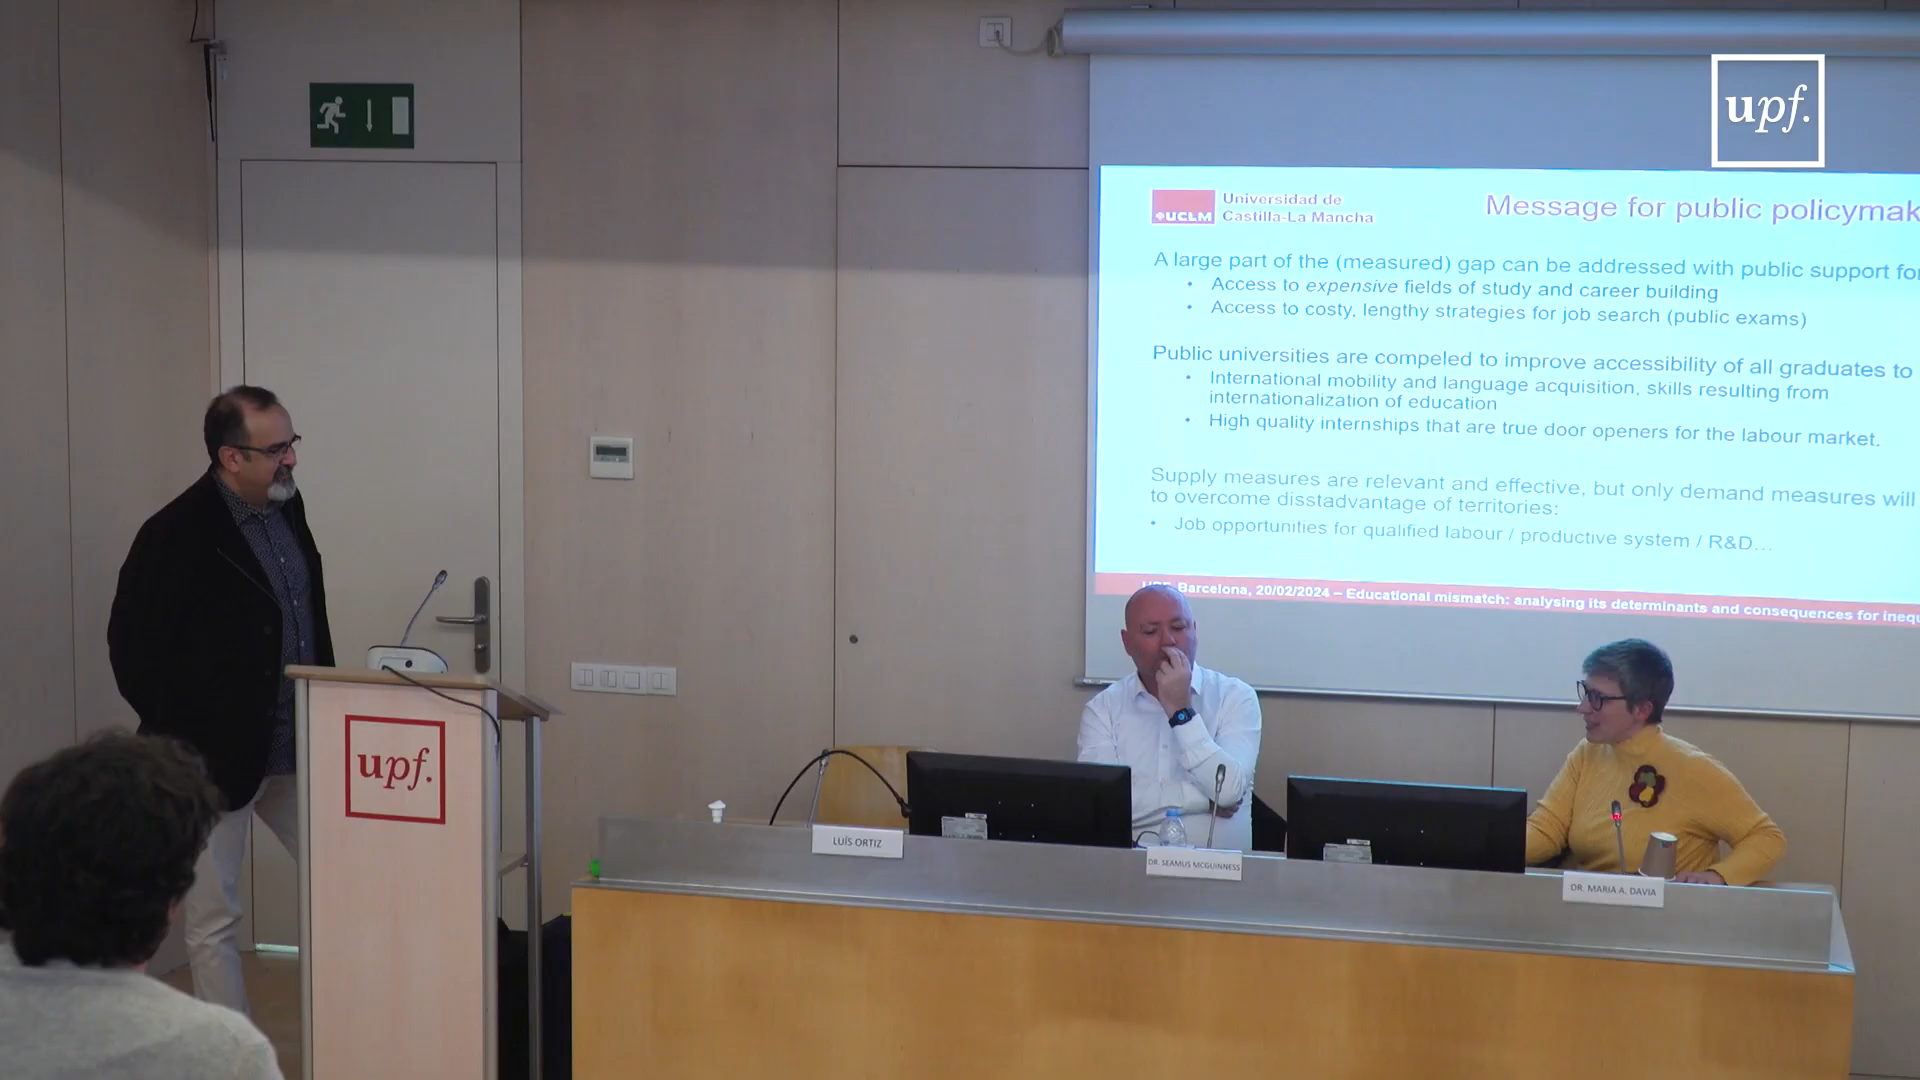 upf.
UCLM
Universidad de
Castilla-La Mancha
Message for public policymak
A large part of the (measured) gap can be addressed with public support for
• Access to expensive fields of study and career building
• Access to costy, lengthy strategies for job search (public exams)
Public universities are compeled to improve accessibility of all graduates to
• International mobility and language acquisition, skills resulting from
internationalization of education
• High quality internships that are true door openers for the labour market.
Supply measures are relevant and effective, but only demand measures will
to overcome disstadvantage of territories:
• Job opportunities for qualified labour / productive system / R&D...
Barcelona, 20/02/2024 – Educational mismatch: analysing its determinants and consequences for inequ
upf.
LUÍS ORTIZ
DR. SEAMUS MCGUINNESS
DR. MARIA A. DAVIA